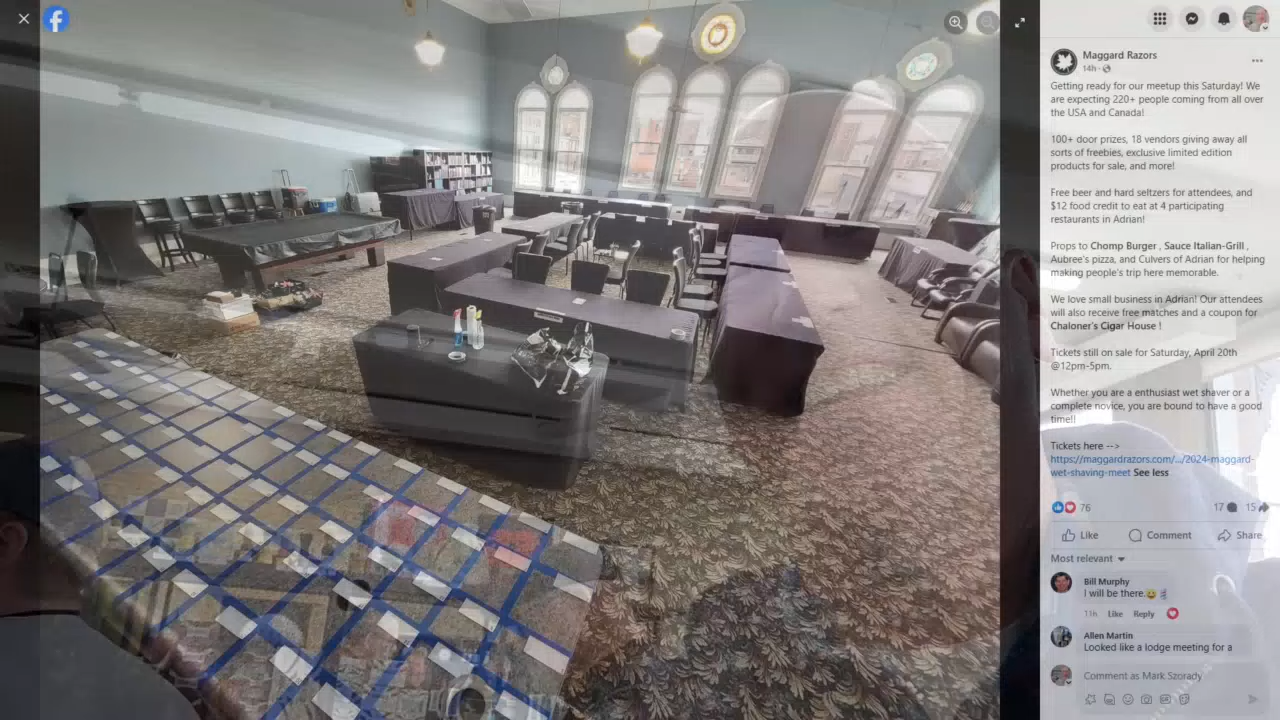 Maggard Razors
14h
Getting ready for our meetup this Saturday! We
are expecting 220+ people coming from all over
the USA and Canada!
100+ door prizes, 18 vendors giving away all
sorts of freebies, exclusive limited edition
products for sale, and more!
Free beer and hard seltzers for attendees, and
$12 food credit to eat at 4 participating
restaurants in Adrian!
Props to Chomp Burger , Sauce Italian-Grill ,
Aubree's pizza, and Culvers of Adrian for helping
making people's trip here memorable.
We love small business in Adrian! Our attendees
will also receive free matches and a coupon for
Chaloner's Cigar House !
Tickets still on sale for Saturday, April 20th
@12pm-5pm.
Whether you are a enthusiast wet shaver or a
complete novice, you are bound to have a good
time!!
Tickets here -->
https://maggardrazors.com/.../2024-maggard-
wet-shaving-meet See less
76 17 15
Like Comment Share
Most relevant
Bill Murphy
I will be there.😄💈
11h Like Reply
Allen Martin
Looked like a lodge meeting for a
Comment as Mark Szorady